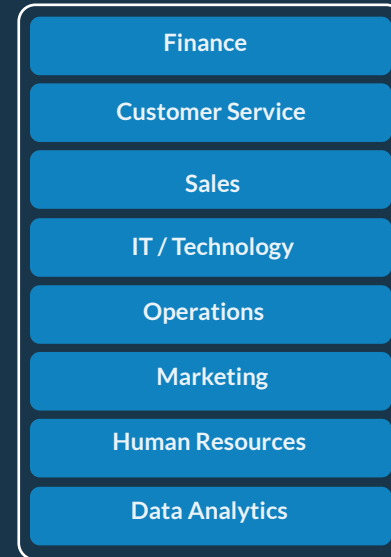 Finance
Customer Service
Sales
IT / Technology
Operations
Marketing
Human Resources
Data Analytics